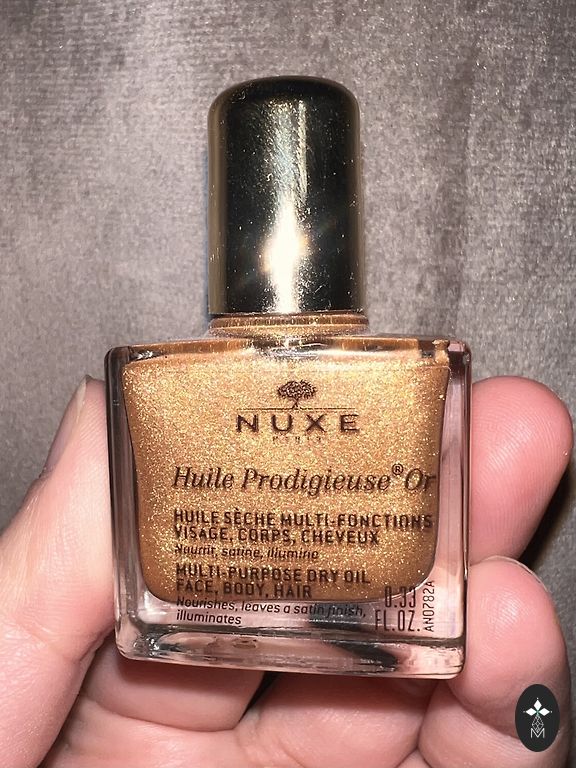 NUXE
PARIS
Huile Prodigieuse® Or
HUILE SÈCHE MULTI-FONCTIONS
VISAGE, CORPS, CHEVEUX
Nourrit, satine, illumine
MULTI-PURPOSE DRY OIL
FACE, BODY, HAIR
Nourishes, leaves a satin finish,
illuminates
0.33
FL.OZ.
AN0782A
M